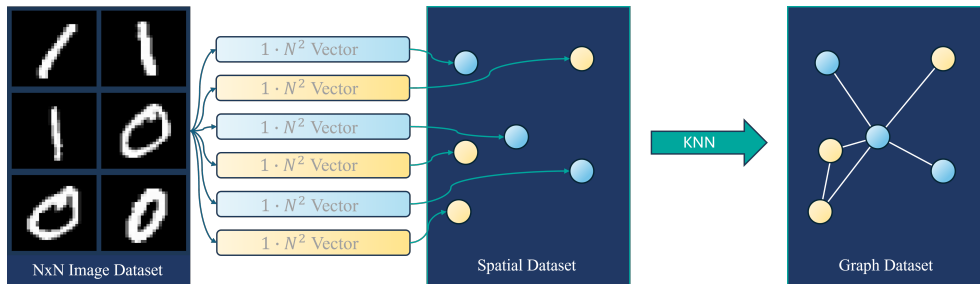 1 · N² Vector
1 · N² Vector
1 · N² Vector
1 · N² Vector
1 · N² Vector
1 · N² Vector
KNN
NxN Image Dataset
Spatial Dataset
Graph Dataset